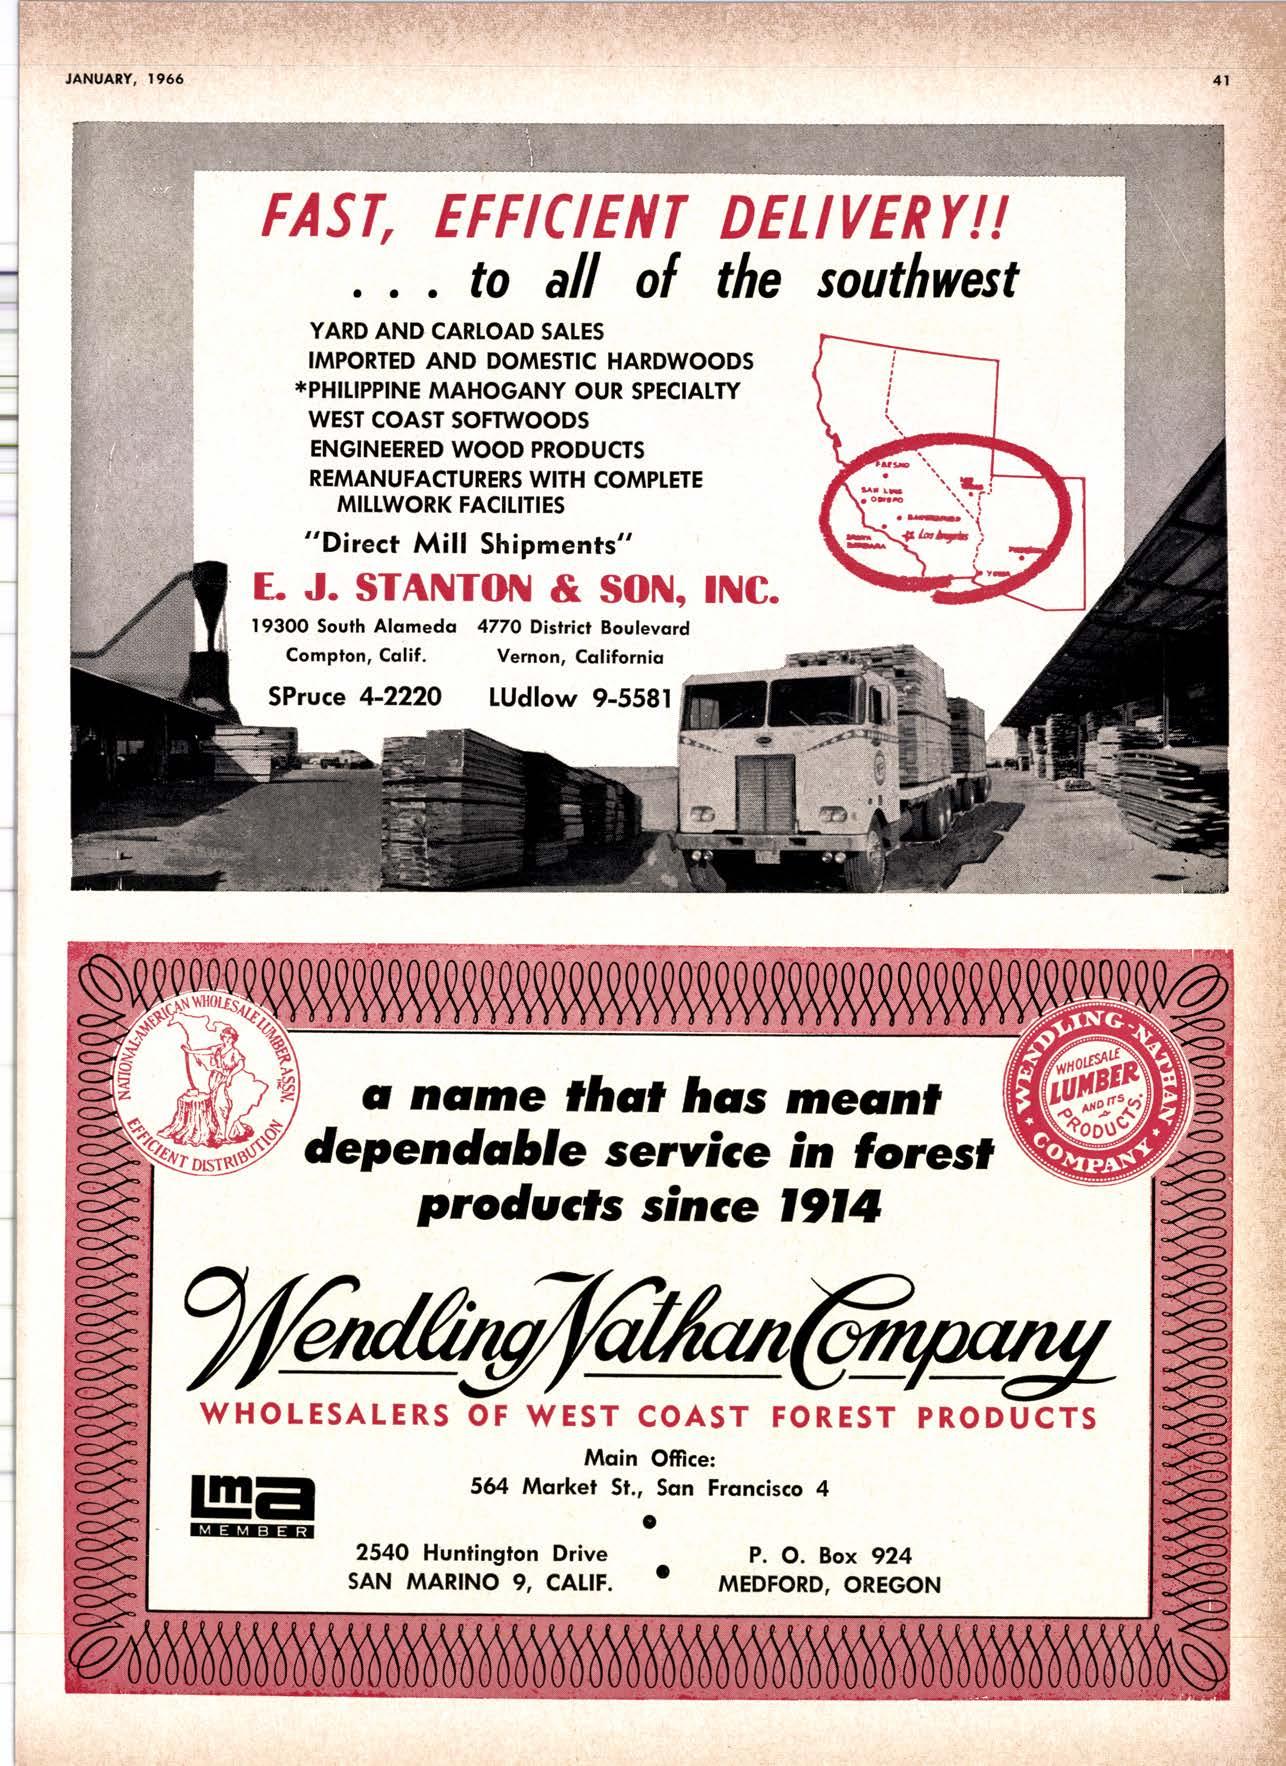 JANUARY, 1966
41
FAST, EFFICIENT DELIVERY!!
. . . to all of the southwest
YARD AND CARLOAD SALES
IMPORTED AND DOMESTIC HARDWOODS
*PHILIPPINE MAHOGANY OUR SPECIALTY
WEST COAST SOFTWOODS
ENGINEERED WOOD PRODUCTS
REMANUFACTURERS WITH COMPLETE
MILLWORK FACILITIES
"Direct Mill Shipments"
FRESNO
SAN LUIS
OBISPO
Los Angeles
SANTA
BARBARA
YUMA
E. J. STANTON & SON, INC.
19300 South Alameda 4770 District Boulevard
Compton, Calif. Vernon, California
SPruce 4-2220 LUdlow 9-5581
NATIONAL-AMERICAN WHOLESALE LUMBER ASSN. INC.
EFFICIENT DISTRIBUTION
WENDLING-NATHAN
COMPANY
WHOLESALE
LUMBER
AND ITS
PRODUCTS.
a name that has meant
dependable service in forest
products since 1914
Wendling Nathan Company
WHOLESALERS OF WEST COAST FOREST PRODUCTS
Main Office:
564 Market St., San Francisco 4
lma
MEMBER
2540 Huntington Drive
SAN MARINO 9, CALIF.
P. O. Box 924
MEDFORD, OREGON